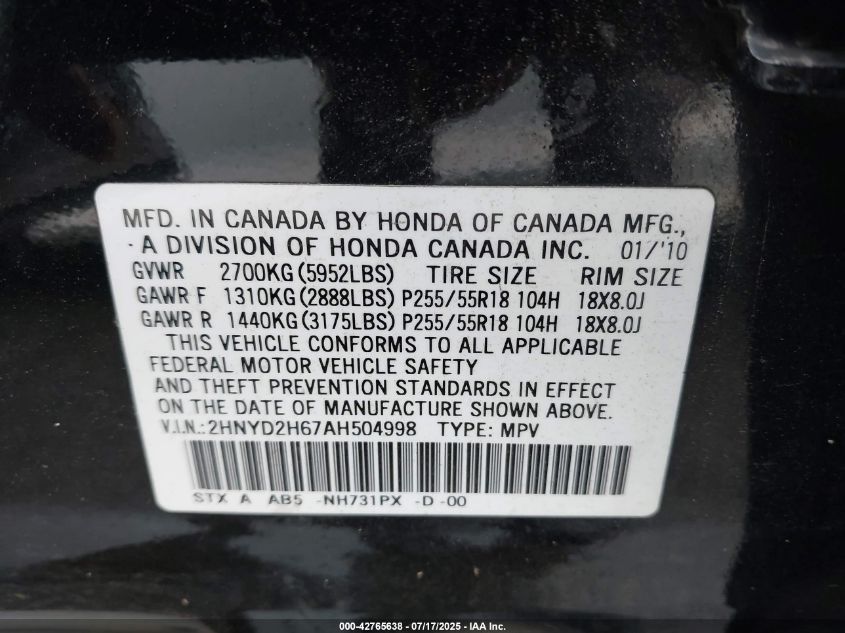 MFD. IN CANADA BY HONDA OF CANADA MFG.,
A DIVISION OF HONDA CANADA INC. 01/'10
GVWR 2700KG (5952LBS) TIRE SIZE RIM SIZE
GAWR F 1310KG (2888LBS) P255/55R18 104H 18X8.0J
GAWR R 1440KG (3175LBS) P255/55R18 104H 18X8.0J
THIS VEHICLE CONFORMS TO ALL APPLICABLE
FEDERAL MOTOR VEHICLE SAFETY
AND THEFT PREVENTION STANDARDS IN EFFECT
ON THE DATE OF MANUFACTURE SHOWN ABOVE.
V.I.N.: 2HNYD2H67AH504998 TYPE: MPV
STX A AB5 -NH731PX -D -00
000-42765638 - 07/17/2025 - IAA Inc.